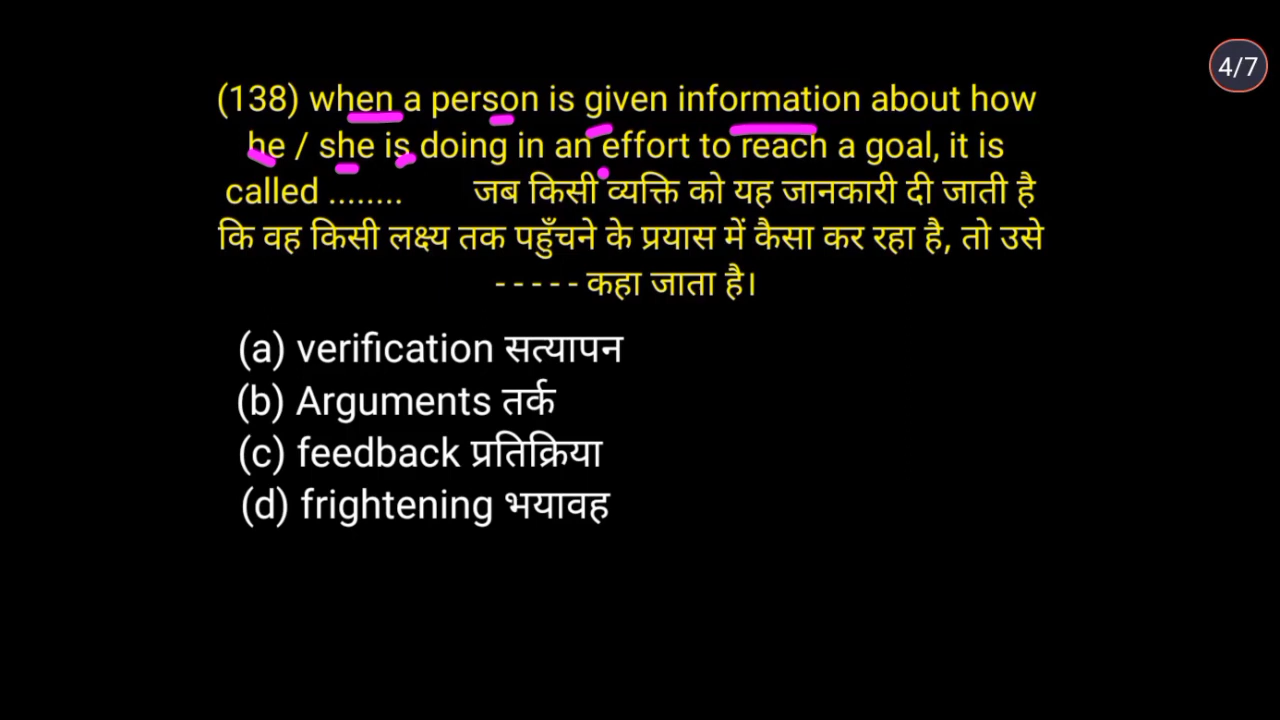 4/7
(138) when a person is given information about how
he / she is doing in an effort to reach a goal, it is
called ........ जब किसी व्यक्ति को यह जानकारी दी जाती है
कि वह किसी लक्ष्य तक पहुँचने के प्रयास में कैसा कर रहा है, तो उसे
- - - - - कहा जाता है।
(a) verification सत्यापन
(b) Arguments तर्क
(c) feedback प्रतिक्रिया
(d) frightening भयावह